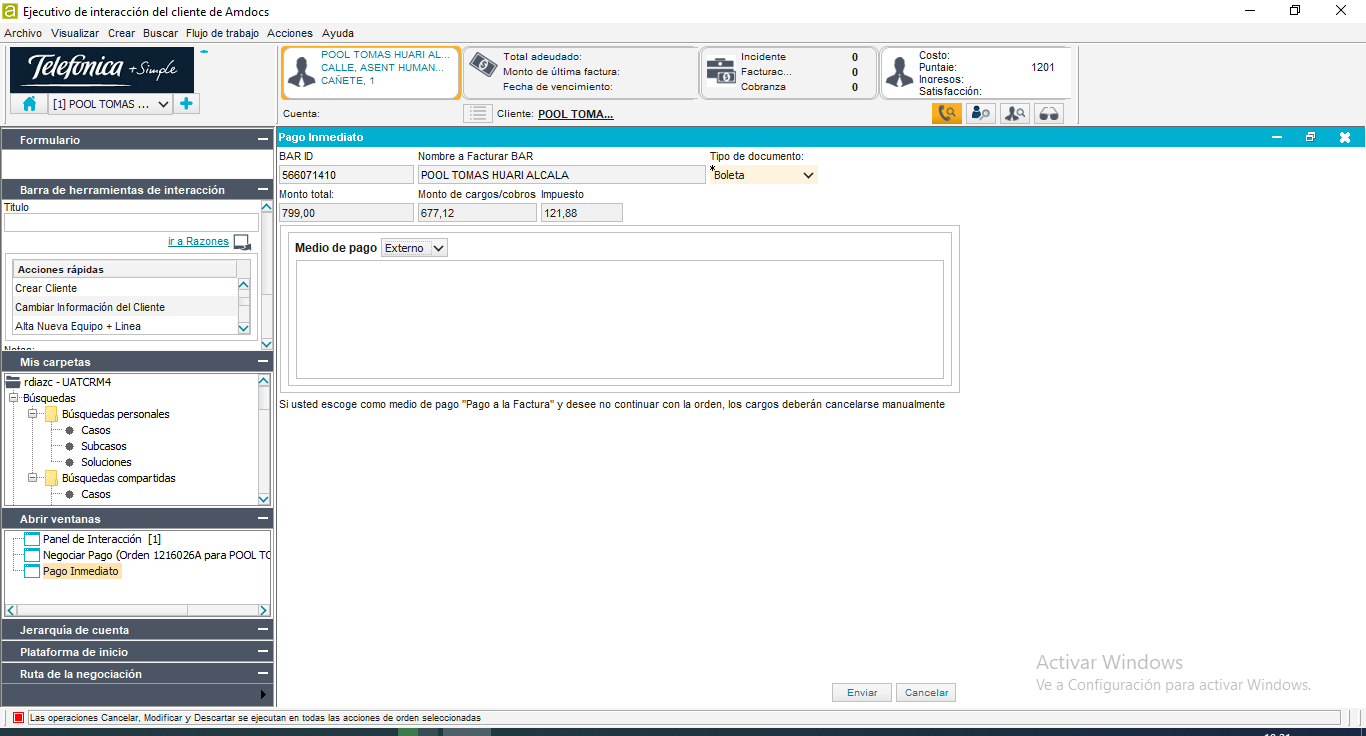 Ejecutivo de interacción del cliente de Amdocs
Archivo Visualizar Crear Buscar Flujo de trabajo Acciones Ayuda
Telefónica +Simple
[1] POOL TOMAS ...
POOL TOMAS HUARI AL...
CALLE, ASENT HUMAN...
CAÑETE, 1
Total adeudado:
Monto de última factura:
Fecha de vencimiento:
Incidente 0
Facturac... 0
Cobranza 0
Costo:
Puntaie: 1201
Inoresos:
Satisfacción:
Cuenta:
Cliente: POOL TOMA...
Formulario
Barra de herramientas de interacción
Título
ir a Razones
Acciones rápidas
Crear Cliente
Cambiar Información del Cliente
Alta Nueva Equipo + Linea
Notas:
Mis carpetas
rdiazc - UATCRM4
Búsquedas
Búsquedas personales
Casos
Subcasos
Soluciones
Búsquedas compartidas
Casos
Abrir ventanas
Panel de Interacción [1]
Negociar Pago (Orden 1216026A para POOL TO
Pago Inmediato
Jerarquía de cuenta
Plataforma de inicio
Ruta de la negociación
Pago Inmediato
BAR ID Nombre a Facturar BAR Tipo de documento:
566071410 POOL TOMAS HUARI ALCALA *Boleta
Monto total: Monto de cargos/cobros Impuesto
799,00 677,12 121,88
Medio de pago Externo
Si usted escoge como medio de pago "Pago a la Factura" y desee no continuar con la orden, los cargos deberán cancelarse manualmente
Activar Windows
Ve a Configuración para activar Windows.
Enviar Cancelar
Las operaciones Cancelar, Modificar y Descartar se ejecutan en todas las acciones de orden seleccionadas